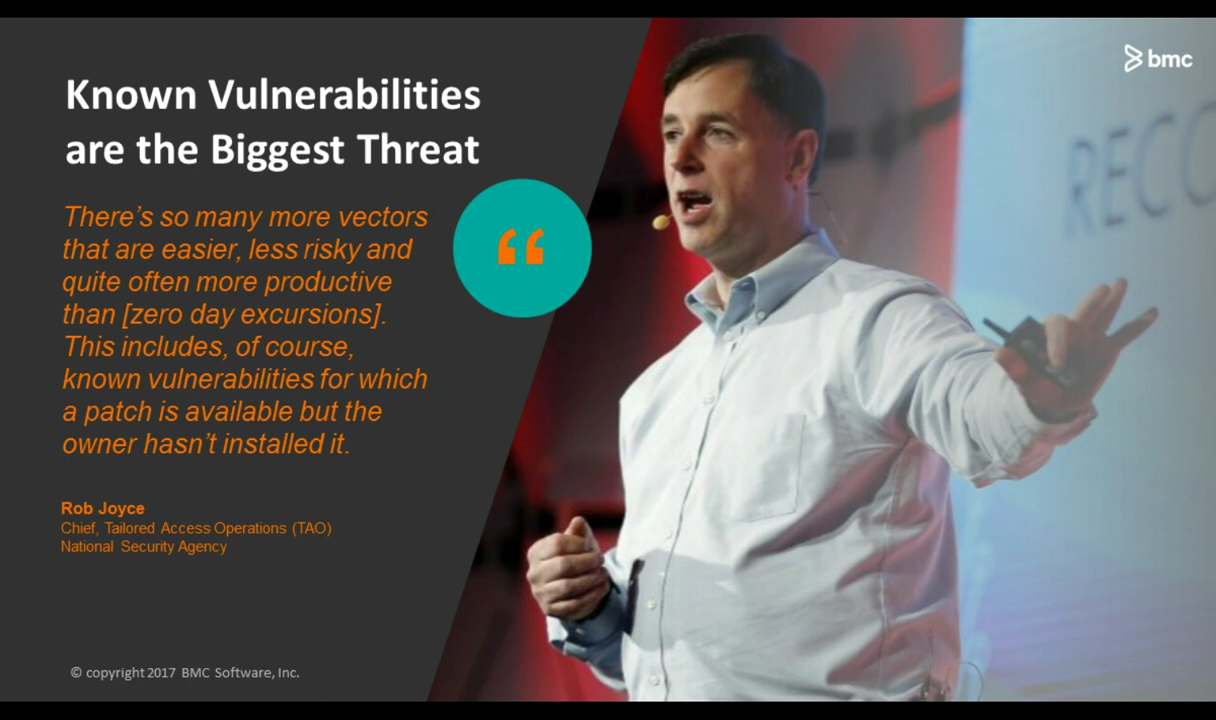 bmc
Known Vulnerabilities
are the Biggest Threat
There's so many more vectors
that are easier, less risky and
quite often more productive
than [zero day excursions].
This includes, of course,
known vulnerabilities for which
a patch is available but the
owner hasn't installed it.
“
Rob Joyce
Chief, Tailored Access Operations (TAO)
National Security Agency
© copyright 2017 BMC Software, Inc.
RECO